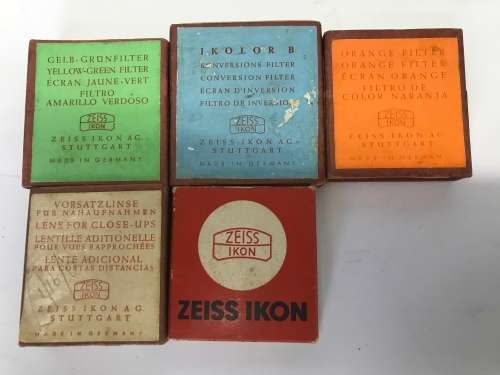 GELB-GRÜNFILTER
YELLOW-GREEN FILTER
ÉCRAN JAUNE-VERT
FILTRO
AMARILLO VERDOSO
ZEISS
IKON
ZEISS IKON AG.
STUTTGART
MADE IN GERMANY
IKOLOR B
KONVERSIONS-FILTER
CONVERSION FILTER
ÉCRAN D'INVERSION
FILTRO DE INVERSION
ZEISS
IKON
ZEISS IKON AG.
STUTTGART
MADE IN GERMANY
ORANGE-FILTER
ORANGE FILTER
ÉCRAN ORANGE
FILTRO DE
COLOR NARANJA
ZEISS
IKON
ZEISS IKON AG.
STUTTGART
MADE IN GERMANY
VORSATZLINSE
FÜR NAHAUFNAHMEN
LENS FOR CLOSE-UPS
LENTILLE ADITIONELLE
POUR VUES RAPPROCHÉES
LENTE ADICIONAL
PARA CORTAS DISTANCIAS
ZEISS
IKON
ZEISS IKON AG.
STUTTGART
MADE IN GERMANY
ZEISS
IKON
ZEISS IKON